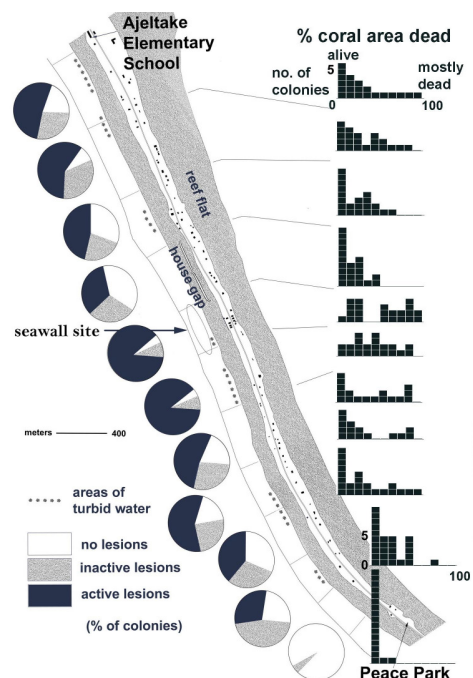 Ajeltake
Elementary
School
% coral area dead
alive
no. of
colonies
mostly
dead
5
0
100
reef flat
house gap
seawall site
meters
400
areas of
turbid water
no lesions
inactive lesions
active lesions
(% of colonies)
5
0
100
Peace Park